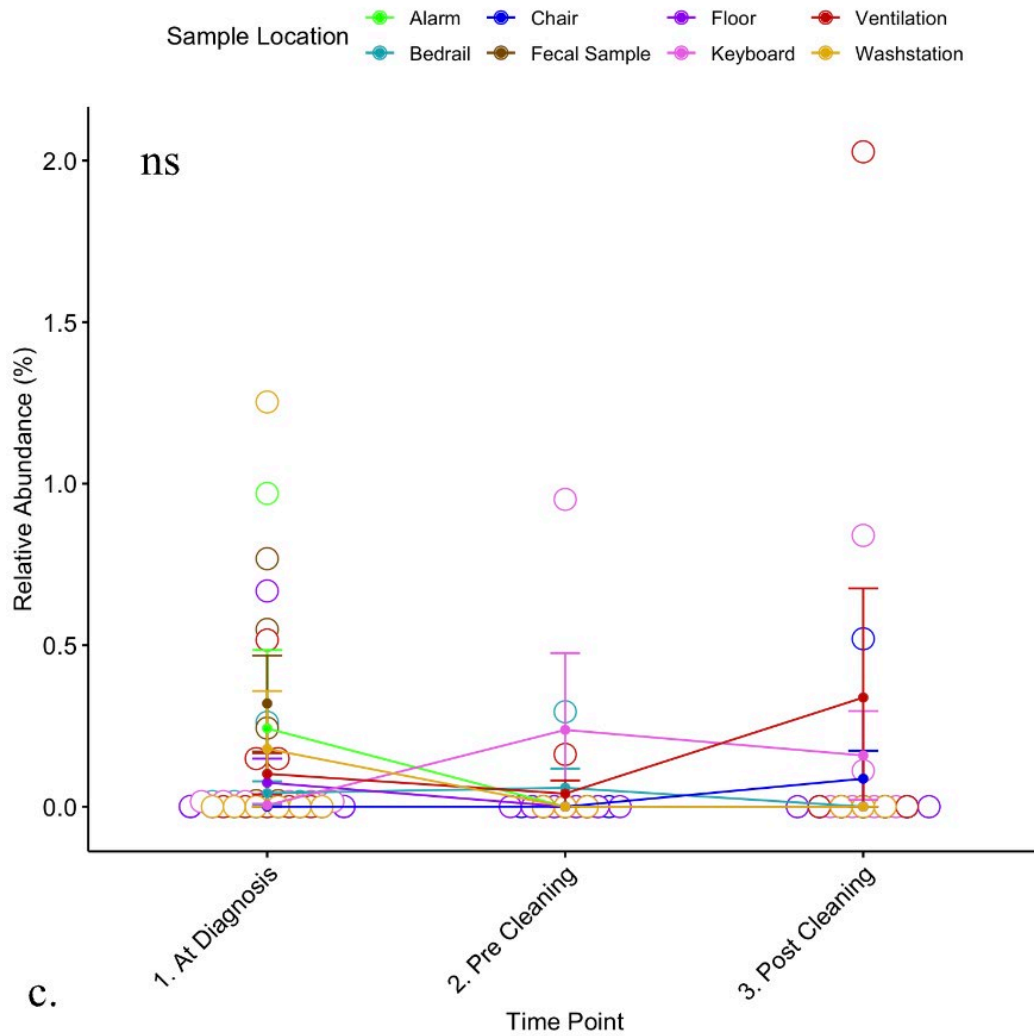 Sample Location
Alarm Chair Floor Ventilation
Bedrail Fecal Sample Keyboard Washstation
ns
2.0
1.5
1.0
0.5
0.0
Relative Abundance (%)
1. At Diagnosis
2. Pre Cleaning
3. Post Cleaning
Time Point
c.